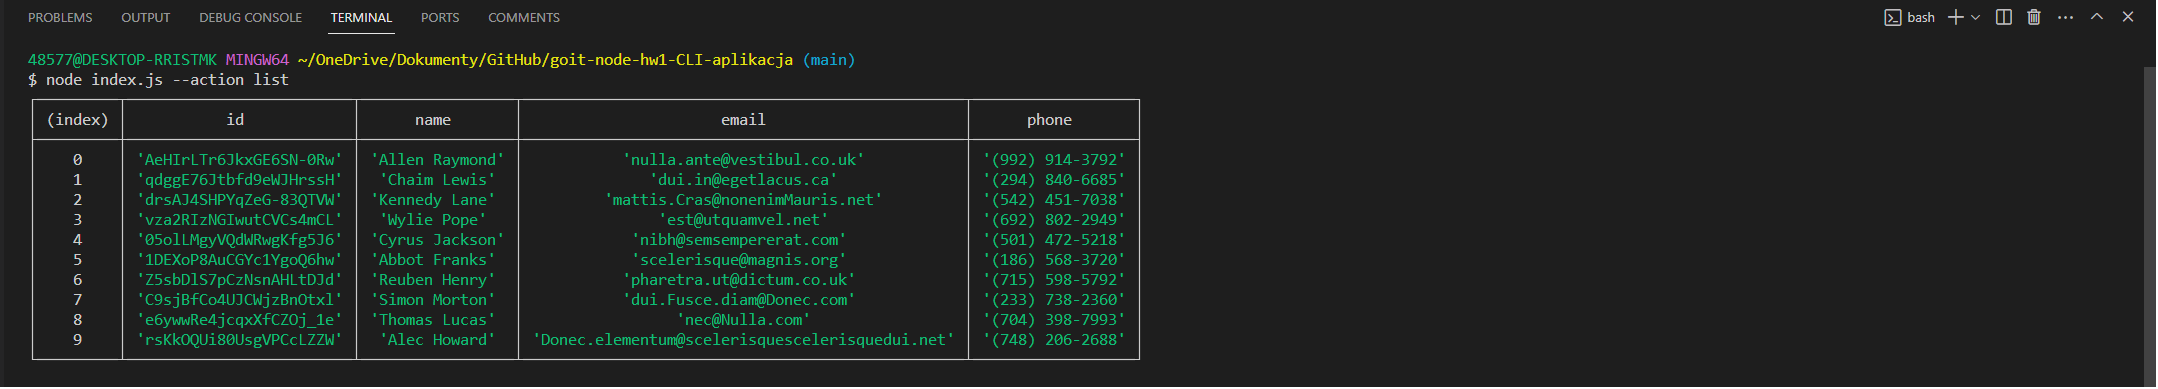 PROBLEMS OUTPUT DEBUG CONSOLE TERMINAL PORTS COMMENTS bash
48577@DESKTOP-RRISTMK MINGW64 ~/OneDrive/Dokumenty/GitHub/goit-node-hw1-CLI-aplikacja (main)
$ node index.js --action list
(index) id name email phone
0 'AeHIrLTr6JkxGE6SN-0Rw' 'Allen Raymond' 'nulla.ante@vestibul.co.uk' '(992) 914-3792'
1 'qdggE76Jtbfd9eWJHrssH' 'Chaim Lewis' 'dui.in@egetlacus.ca' '(294) 840-6685'
2 'drsAJ4SHPYqZeG-83QTVW' 'Kennedy Lane' 'mattis.Cras@nonenimMauris.net' '(542) 451-7038'
3 'vza2RIzNGIwutCVCs4mCL' 'Wylie Pope' 'est@utquamvel.net' '(692) 802-2949'
4 '05olLMgyVQdWRwgKfg5J6' 'Cyrus Jackson' 'nibh@semsempererat.com' '(501) 472-5218'
5 '1DEXoP8AuCGYc1YgoQ6hw' 'Abbot Franks' 'scelerisque@magnis.org' '(186) 568-3720'
6 'Z5sbDlS7pCzNsnAHLtDJd' 'Reuben Henry' 'pharetra.ut@dictum.co.uk' '(715) 598-5792'
7 'C9sjBfCo4UJCWjzBnOtxl' 'Simon Morton' 'dui.Fusce.diam@Donec.com' '(233) 738-2360'
8 'e6ywwRe4jcqxXfCZOj_1e' 'Thomas Lucas' 'nec@Nulla.com' '(704) 398-7993'
9 'rsKkOQUi80UsgVPCcLZZW' 'Alec Howard' 'Donec.elementum@scelerisquescelerisquedui.net' '(748) 206-2688'